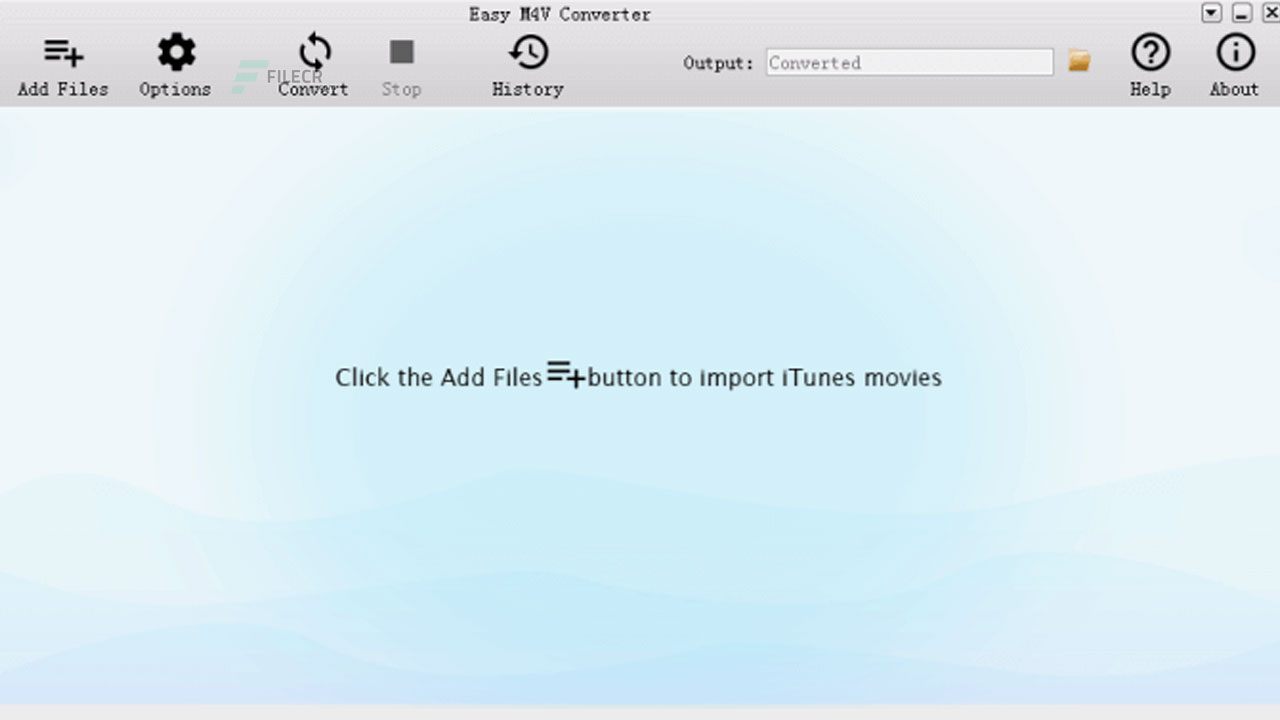 Easy M4V Converter
Add Files
Options
FILECR
Convert
Stop
History
Output:
Converted
Help
About
Click the Add Files button to import iTunes movies